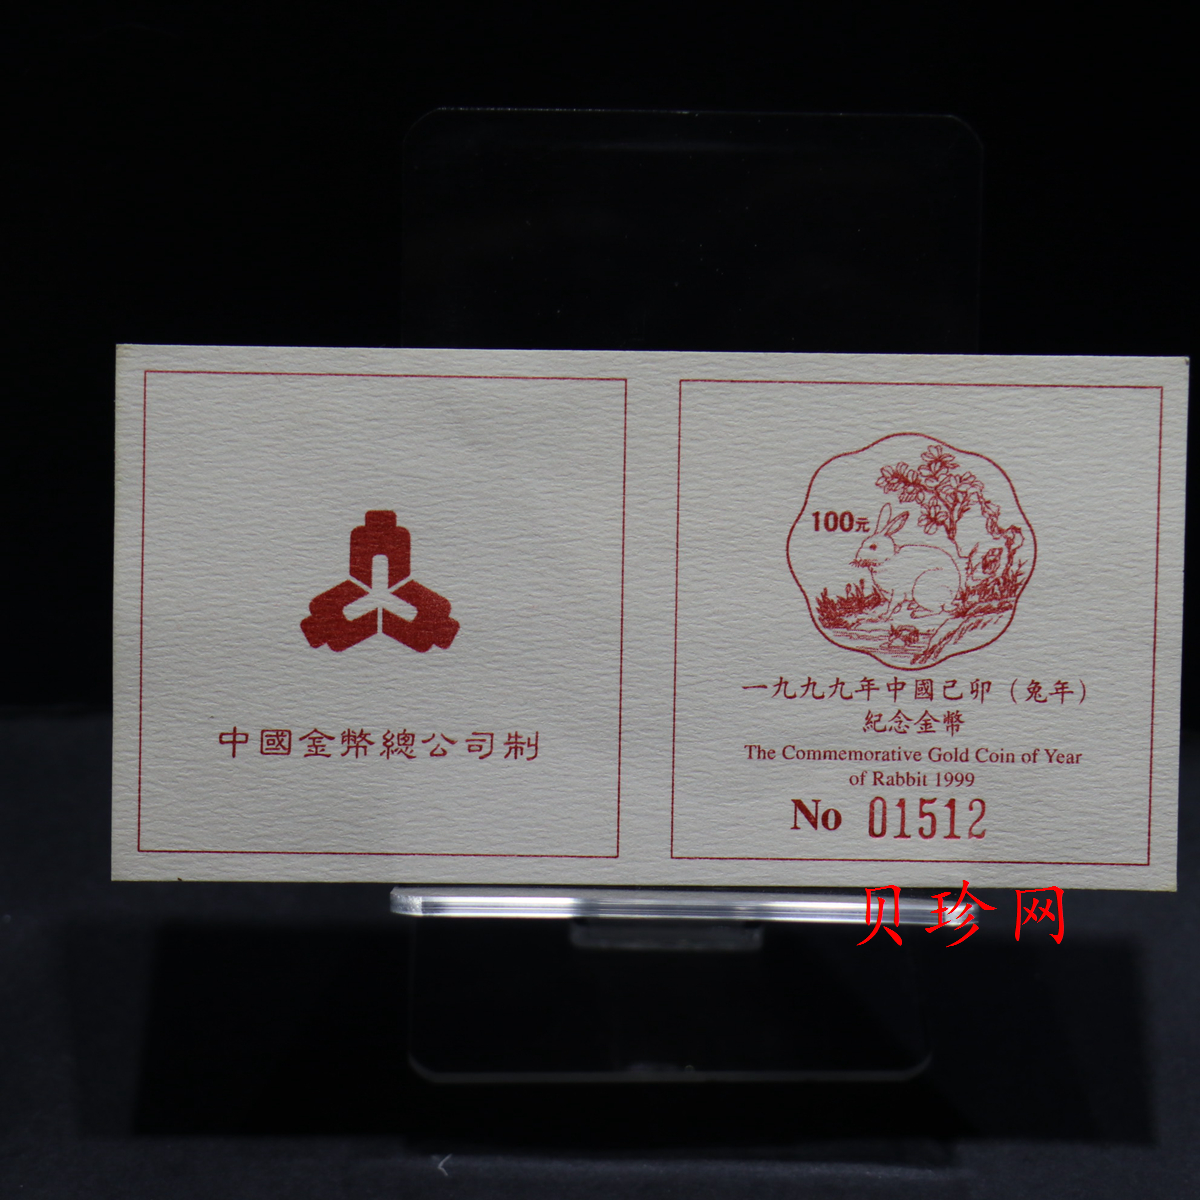 中國金幣總公司制
100元
一九九九年中國己卯（兔年）
紀念金幣
The Commemorative Gold Coin of Year
of Rabbit 1999
No 01512
贝珍网